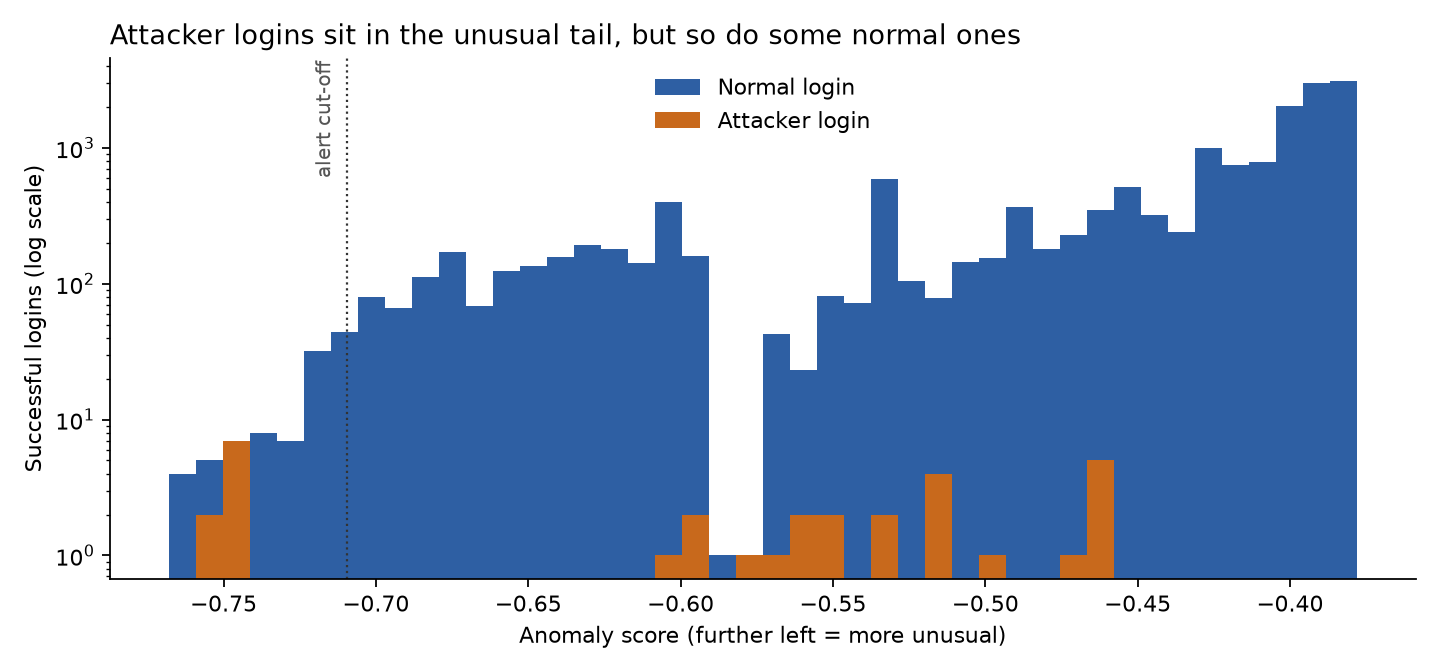 Attacker logins sit in the unusual tail, but so do some normal ones
alert cut-off
Normal login
Attacker login
Successful logins (log scale)
10³
10²
10¹
10⁰
−0.75 −0.70 −0.65 −0.60 −0.55 −0.50 −0.45 −0.40
Anomaly score (further left = more unusual)